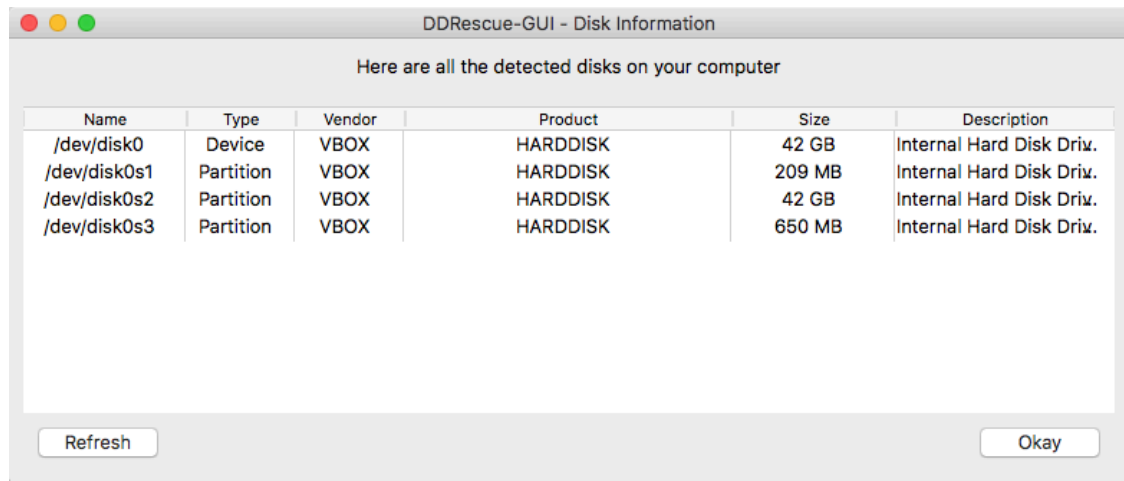 DDRescue-GUI - Disk Information
Here are all the detected disks on your computer
Name Type Vendor Product Size Description
/dev/disk0 Device VBOX HARDDISK 42 GB Internal Hard Disk Driv.
/dev/disk0s1 Partition VBOX HARDDISK 209 MB Internal Hard Disk Driv.
/dev/disk0s2 Partition VBOX HARDDISK 42 GB Internal Hard Disk Driv.
/dev/disk0s3 Partition VBOX HARDDISK 650 MB Internal Hard Disk Driv.
Refresh Okay